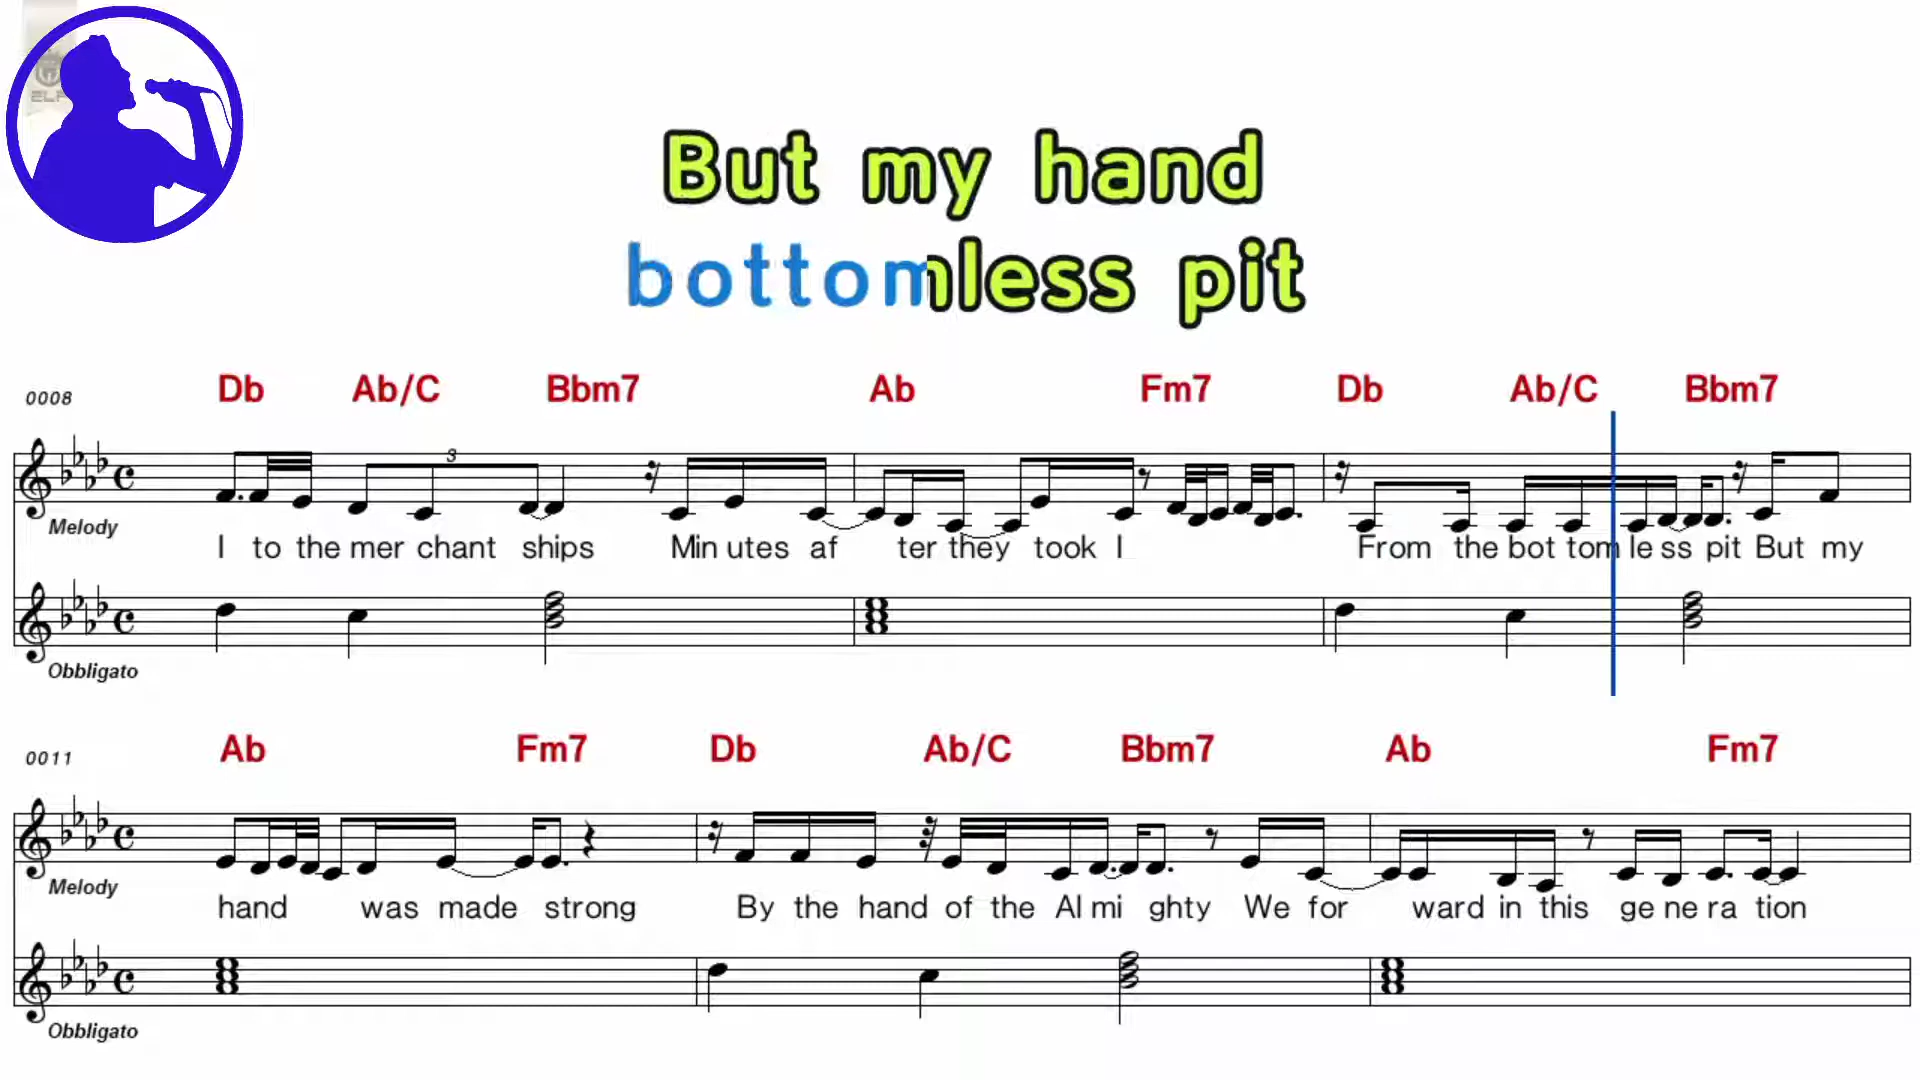 ELF
But my hand
bottomless pit
0008 Db Ab/C Bbm7 Ab Fm7 Db Ab/C Bbm7
3
Melody
I to the mer chant ships Min utes af ter they took I From the bot tom le ss pit But my
Obbligato
0011 Ab Fm7 Db Ab/C Bbm7 Ab Fm7
Melody
hand was made strong By the hand of the Al mi ghty We for ward in this ge ne ra tion
Obbligato